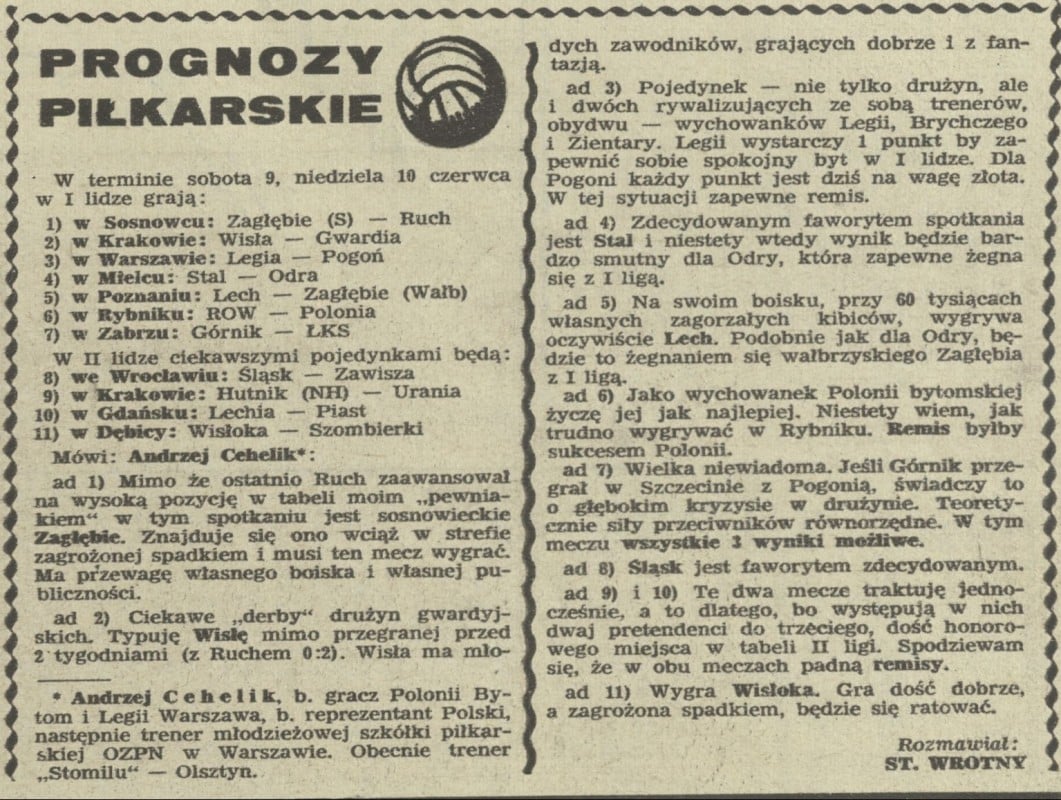 PROGNOZY
PIŁKARSKIE
W terminie sobota 9, niedziela 10 czerwca
w I lidze grają:
1) w Sosnowcu: Zagłębie (S) — Ruch
2) w Krakowie: Wisła — Gwardia
3) w Warszawie: Legia — Pogoń
4) w Mielcu: Stal — Odra
5) w Poznaniu: Lech — Zagłębie (Wałb)
6) w Rybniku: ROW — Polonia
7) w Zabrzu: Górnik — ŁKS
W II lidze ciekawszymi pojedynkami będą:
8) we Wrocławiu: Śląsk — Zawisza
9) w Krakowie: Hutnik (NH) — Urania
10) w Gdańsku: Lechia — Piast
11) w Dębicy: Wisłoka — Szombierki
Mówi: Andrzej Cehelik*:
ad 1) Mimo że ostatnio Ruch zaawansował
na wysoką pozycję w tabeli moim „pewnia-
kiem" w tym spotkaniu jest sosnowieckie
Zagłębie. Znajduje się ono wciąż w strefie
zagrożonej spadkiem i musi ten mecz wygrać.
Ma przewagę własnego boiska i własnej pu-
bliczności.
ad 2) Ciekawe „derby" drużyn gwardyj-
skich. Typuję Wisłę mimo przegranej przed
2 tygodniami (z Ruchem 0:2). Wisła ma mło-
* Andrzej Cehelik, b. gracz Polonii By-
tom i Legii Warszawa, b. reprezentant Polski,
następnie trener młodzieżowej szkółki piłkar-
skiej OZPN w Warszawie. Obecnie trener
„Stomilu" — Olsztyn.
dych zawodników, grających dobrze i z fan-
tazją.
ad 3) Pojedynek — nie tylko drużyn, ale
i dwóch rywalizujących ze sobą trenerów,
obydwu — wychowanków Legii, Brychczego
i Zientary. Legii wystarczy 1 punkt by za-
pewnić sobie spokojny byt w I lidze. Dla
Pogoni każdy punkt jest dziś na wagę złota.
W tej sytuacji zapewne remis.
ad 4) Zdecydowanym faworytem spotkania
jest Stal i niestety wtedy wynik będzie bar-
dzo smutny dla Odry, która zapewne żegna
się z I ligą.
ad 5) Na swoim boisku, przy 60 tysiącach
własnych zagorzałych kibiców, wygrywa
oczywiście Lech. Podobnie jak dla Odry, bę-
dzie to żegnaniem się wałbrzyskiego Zagłębia
z I ligą.
ad 6) Jako wychowanek Polonii bytomskiej
życzę jej jak najlepiej. Niestety wiem, jak
trudno wygrywać w Rybniku. Remis byłby
sukcesem Polonii.
ad 7) Wielka niewiadoma. Jeśli Górnik prze-
grał w Szczecinie z Pogonią, świadczy to
o głębokim kryzysie w drużynie. Teorety-
cznie siły przeciwników równorzędne. W tym
meczu wszystkie 3 wyniki możliwe.
ad 8) Śląsk jest faworytem zdecydowanym.
ad 9) i 10) Te dwa mecze traktuję jedno-
cześnie, a to dlatego, bo występują w nich
dwaj pretendenci do trzeciego, dość honoro-
wego miejsca w tabeli II ligi. Spodziewam
się, że w obu meczach padną remisy.
ad 11) Wygra Wisłoka. Gra dość dobrze,
a zagrożona spadkiem, będzie się ratować.
Rozmawiał:
ST. WROTNY